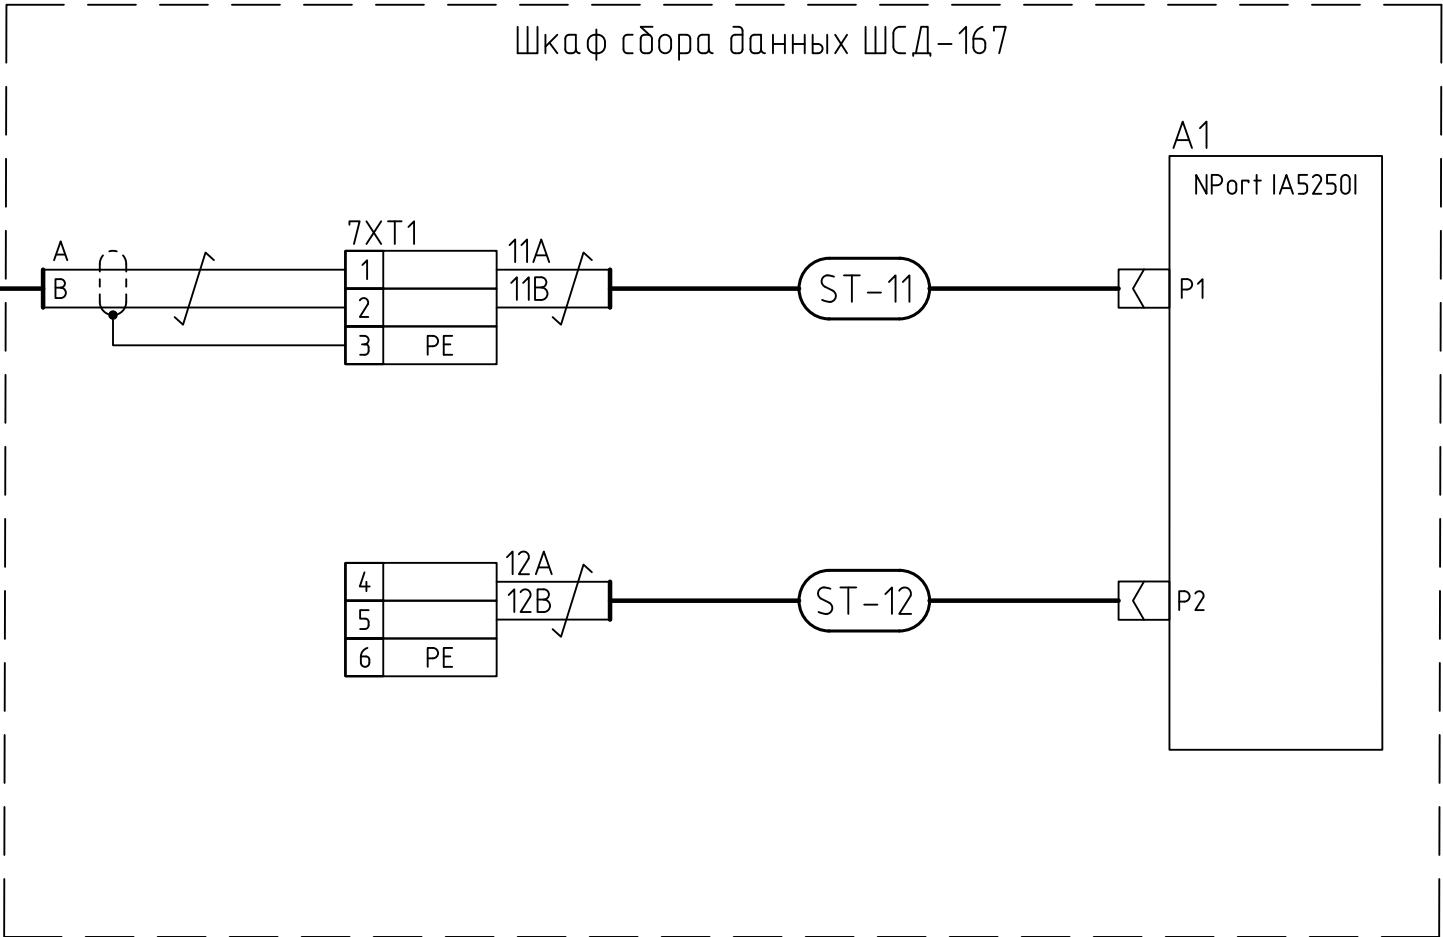 Шкаф сбора данных ШСД-167
A1
NPort IA5250I
7XT1
A
B
1
2
3 PE
11A
11B
ST-11
P1
4
5
6 PE
12A
12B
ST-12
P2